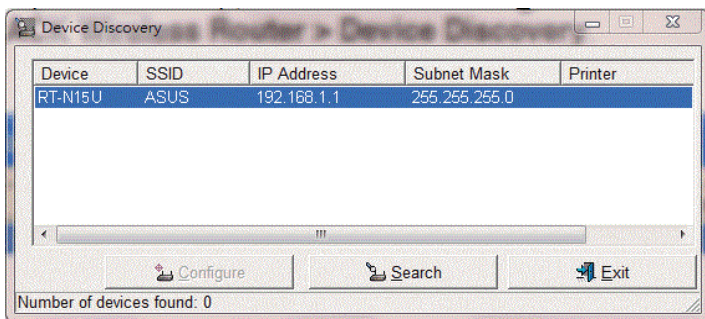 Device Discovery
Device SSID IP Address Subnet Mask Printer
RT-N15U ASUS 192.168.1.1 255.255.255.0
Configure Search Exit
Number of devices found: 0